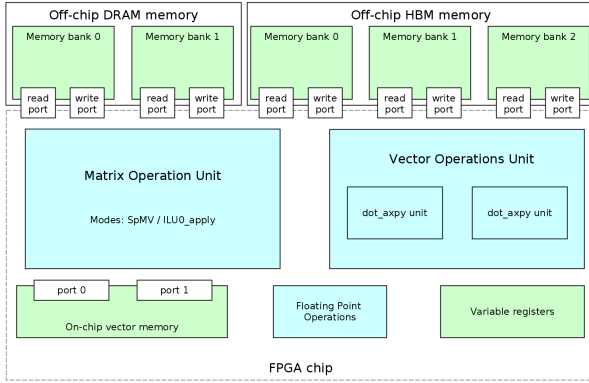 Off-chip DRAM memory
Off-chip HBM memory
Memory bank 0
Memory bank 1
Memory bank 0
Memory bank 1
Memory bank 2
read
port
write
port
read
port
write
port
read
port
write
port
read
port
write
port
read
port
write
port
Matrix Operation Unit
Modes: SpMV / ILU0_apply
Vector Operations Unit
dot_axpy unit
dot_axpy unit
port 0
port 1
On-chip vector memory
Floating Point
Operations
Variable registers
FPGA chip